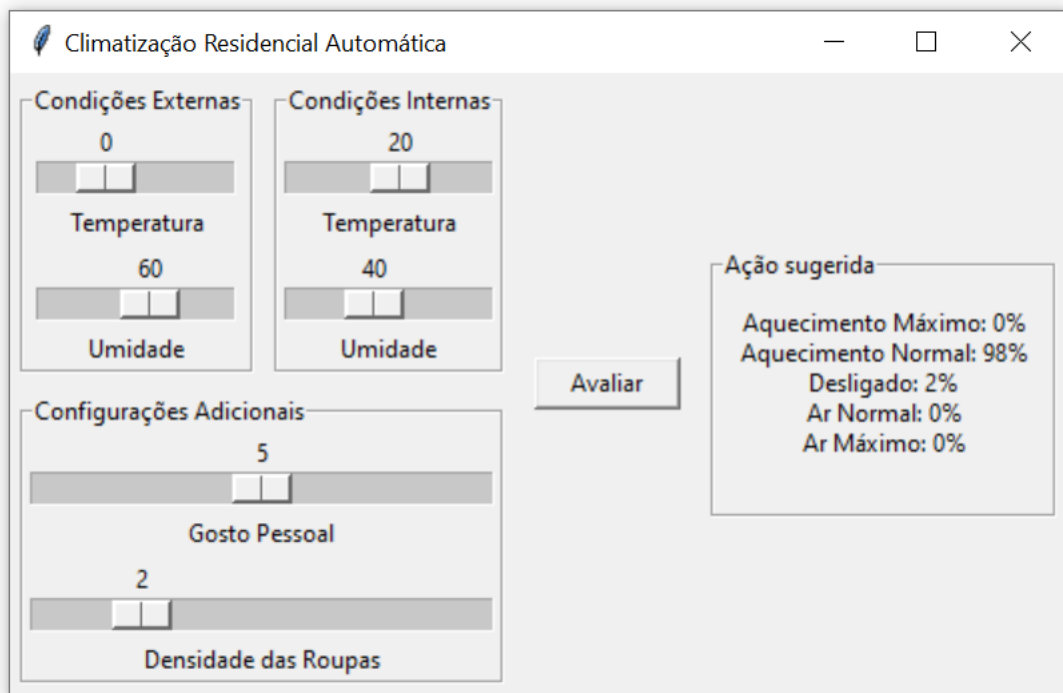 Climatização Residencial Automática
Condições Externas
0
Temperatura
60
Umidade
Condições Internas
20
Temperatura
40
Umidade
Configurações Adicionais
5
Gosto Pessoal
2
Densidade das Roupas
Avaliar
Ação sugerida
Aquecimento Máximo: 0%
Aquecimento Normal: 98%
Desligado: 2%
Ar Normal: 0%
Ar Máximo: 0%